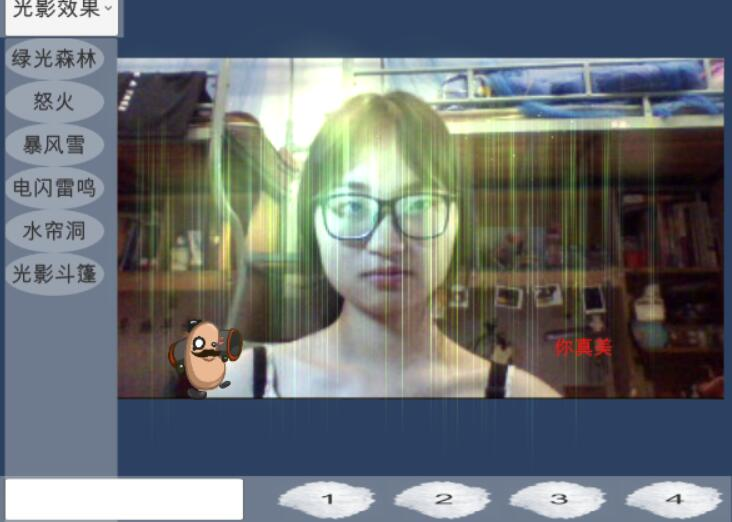 光影效果
绿光森林
怒火
暴风雪
电闪雷鸣
水帘洞
光影斗篷
你真美
1 2 3 4